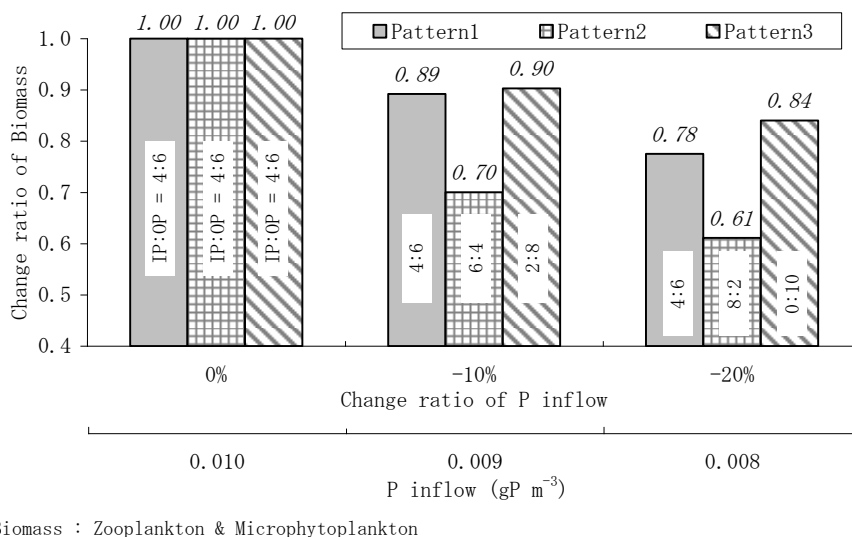 1.00 1.00 1.00
Pattern1 Pattern2 Pattern3
1.0
0.9
0.8
0.7
0.6
0.5
0.4
Change ratio of Biomass
IP:OP = 4:6
IP:OP = 4:6
IP:OP = 4:6
0.89
0.70
0.90
4:6
6:4
2:8
0.78
0.61
0.84
4:6
8:2
0:10
0% -10% -20%
Change ratio of P inflow
0.010 0.009 0.008
P inflow (gP m⁻³)
Biomass : Zooplankton & Microphytoplankton